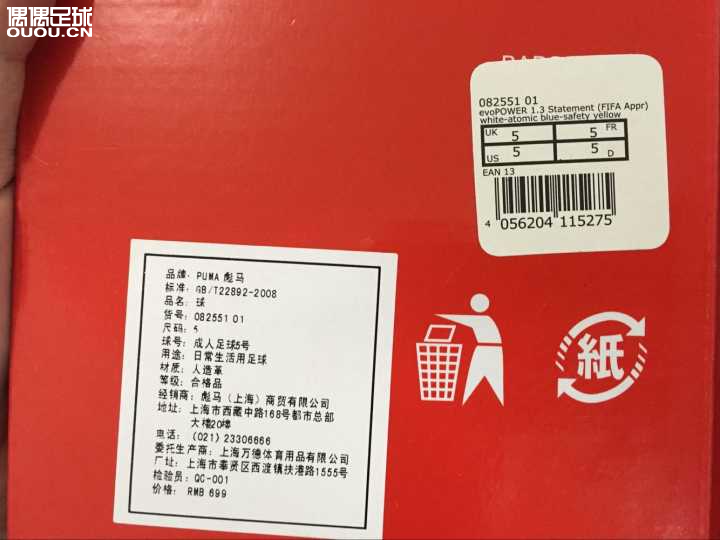 偶偶足球
OUOU.CN
082551 01
evoPOWER 1.3 Statement (FIFA Appr)
white-atomic blue-safety yellow
UK 5 5 FR
US 5 5 D
EAN 13
4 056204 115275
品牌: PUMA 彪马
标准: GB/T22892-2008
品名: 球
货号: 082551 01
尺码: 5
球号: 成人足球5号
用途: 日常生活用足球
材质: 人造革
等级: 合格品
经销商: 彪马（上海）商贸有限公司
地址: 上海市西藏中路168号都市总部
大楼20楼
电话: (021) 23306666
委托生产商: 上海万德体育用品有限公司
厂址: 上海市奉贤区西渡镇扶港路1555号
检验员: QC-001
价格: RMB 699
紙